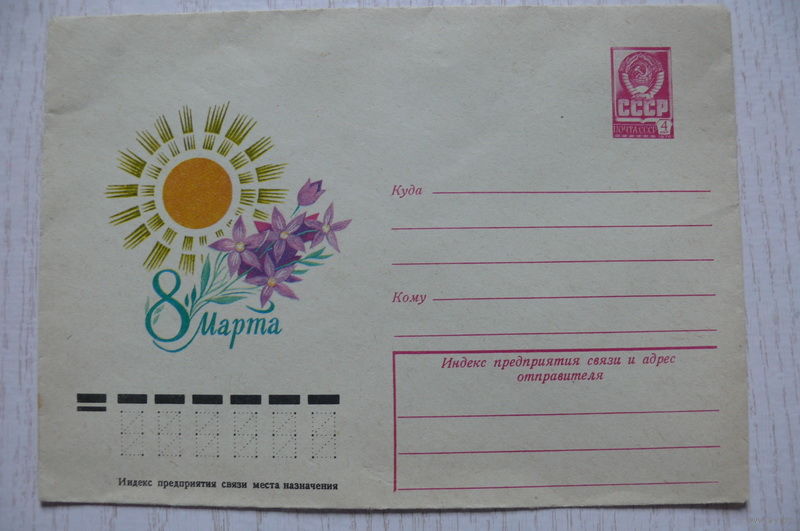 СССР
ПОЧТА СССР 4
8 Марта
Куда
Кому
Индекс предприятия связи и адрес
отправителя
Индекс предприятия связи места назначения